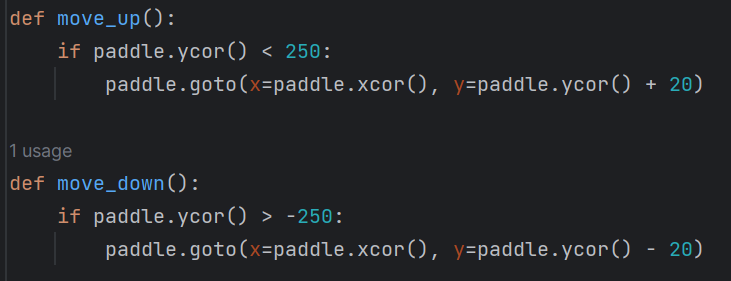 def move_up():
    if paddle.ycor() < 250:
        paddle.goto(x=paddle.xcor(), y=paddle.ycor() + 20)
1 usage
def move_down():
    if paddle.ycor() > -250:
        paddle.goto(x=paddle.xcor(), y=paddle.ycor() - 20)